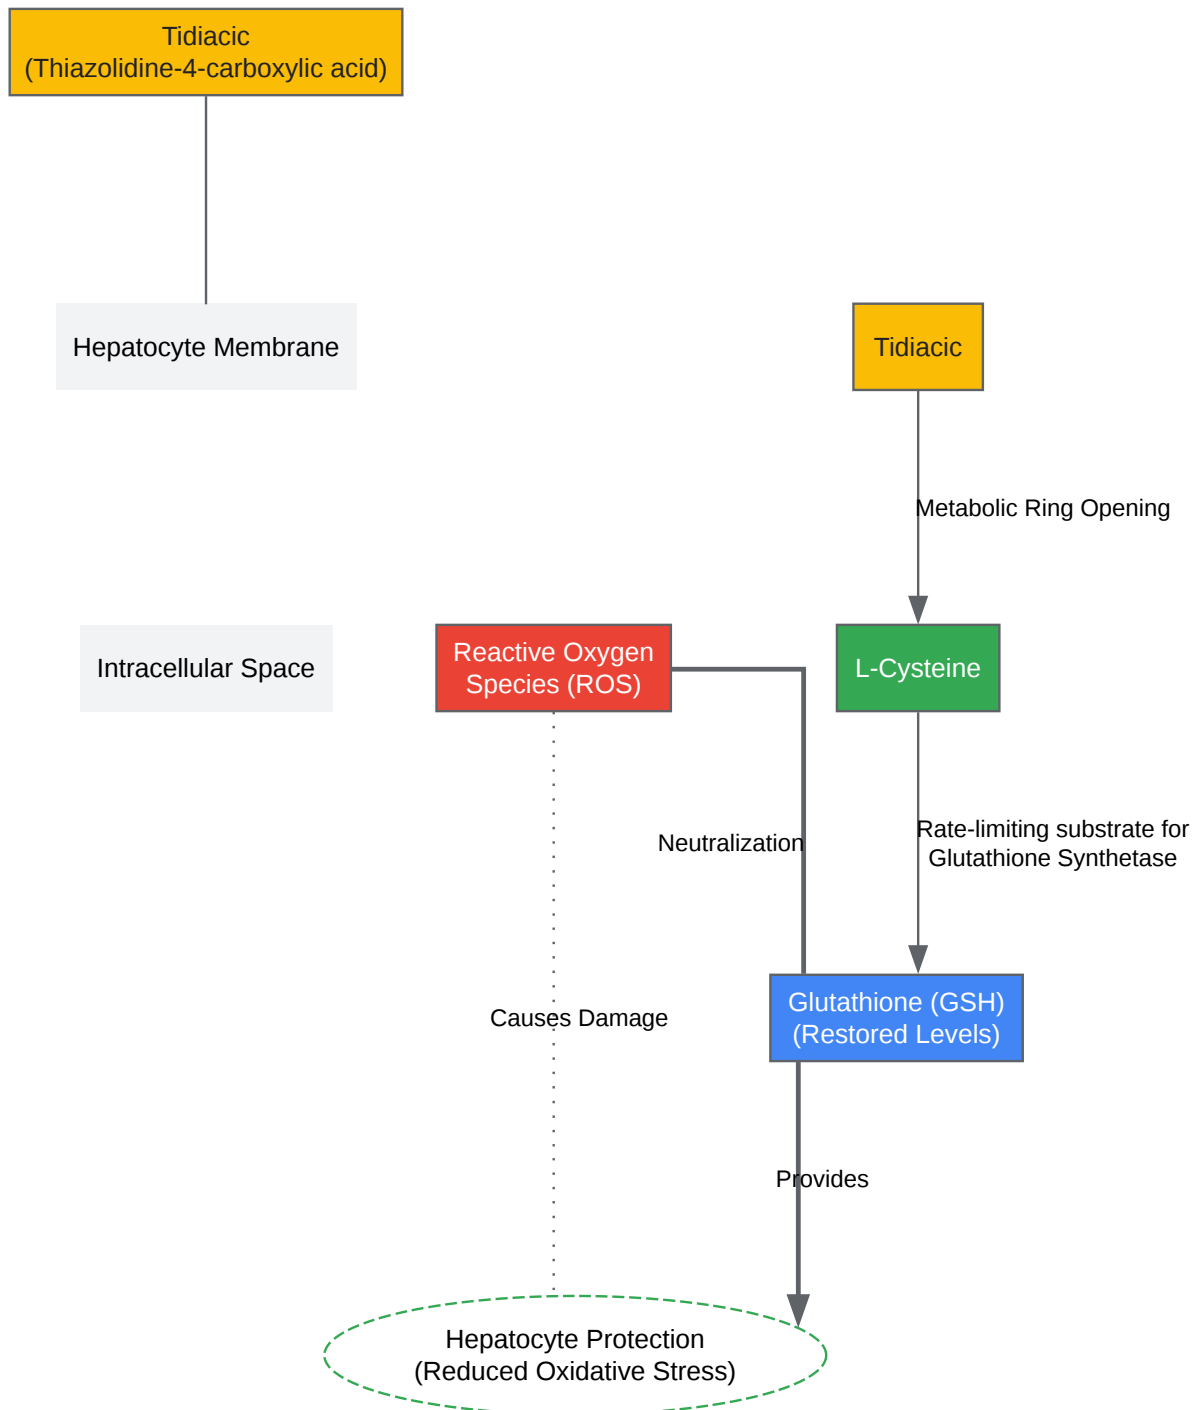 Tidiacic
(Thiazolidine-4-carboxylic acid)
Hepatocyte Membrane
Tidiacic
Metabolic Ring Opening
Intracellular Space
Reactive Oxygen
Species (ROS)
L-Cysteine
Neutralization
Rate-limiting substrate for
Glutathione Synthetase
Causes Damage
Glutathione (GSH)
(Restored Levels)
Provides
Hepatocyte Protection
(Reduced Oxidative Stress)